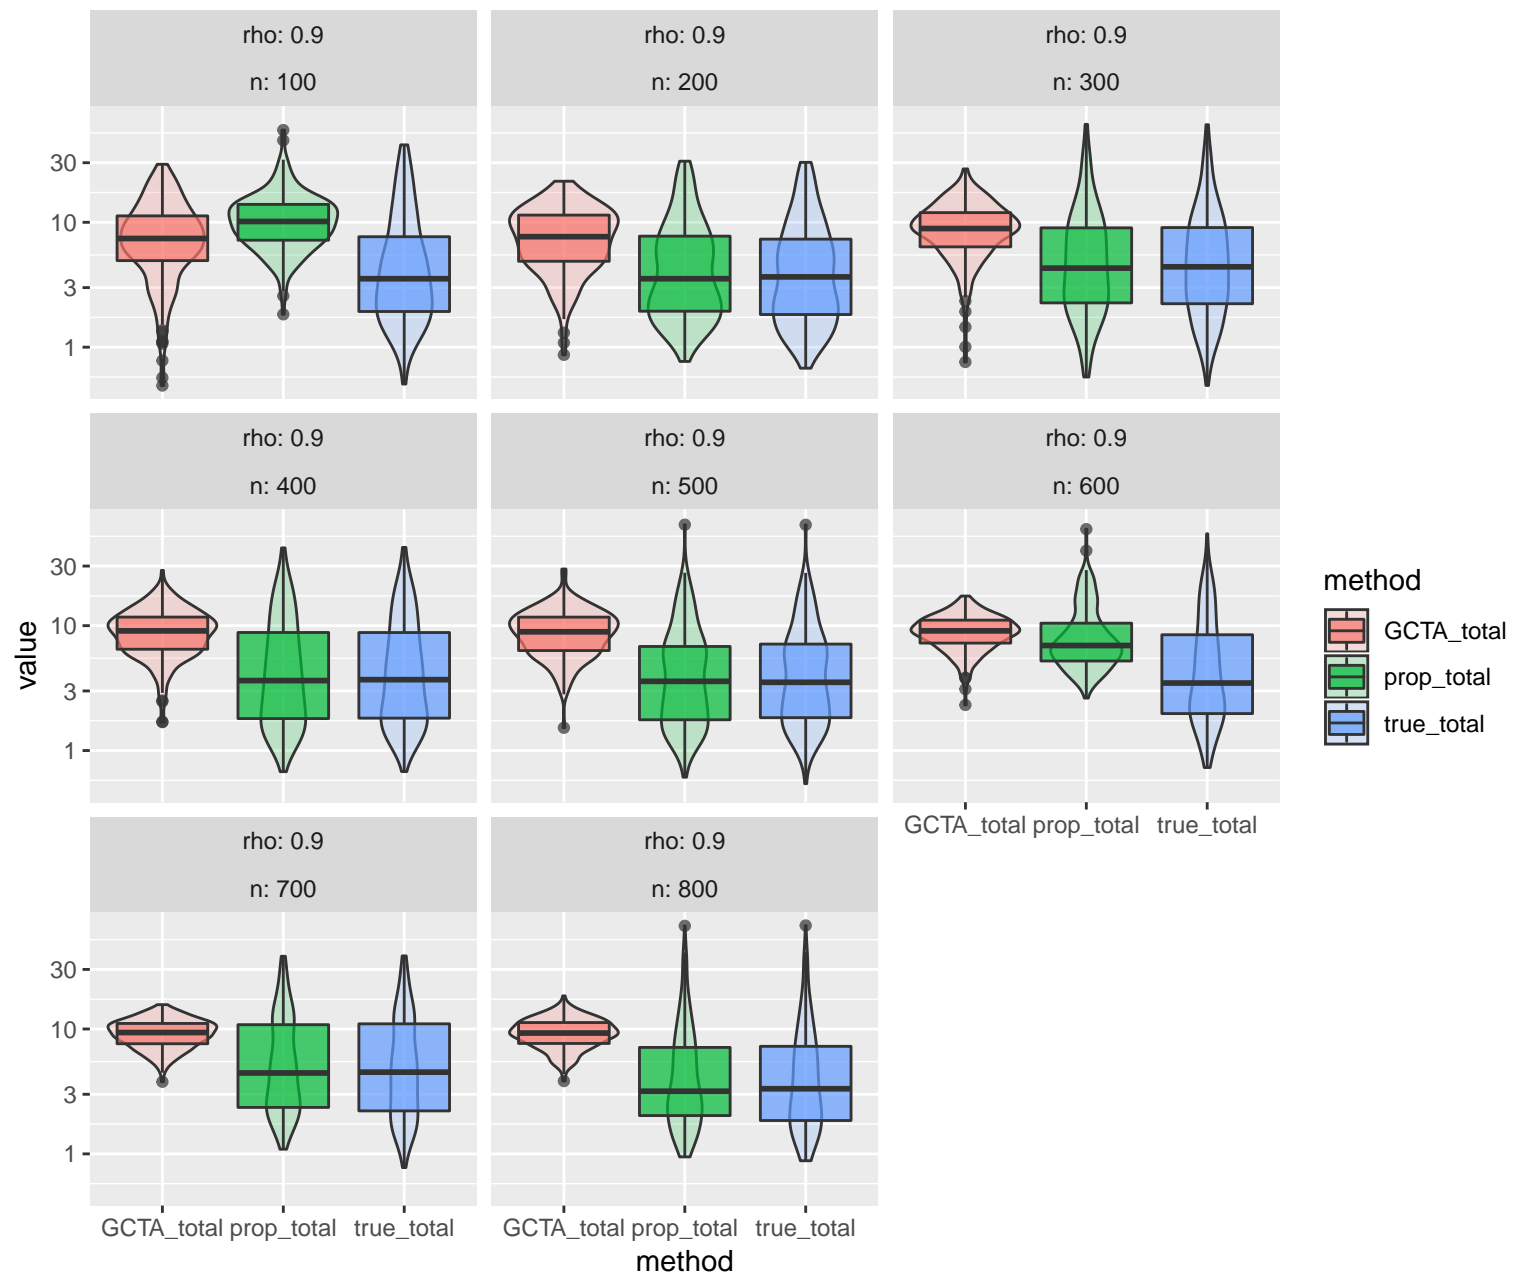 rho: 0.9
rho: 0.9
rho: 0.9
n: 100
n: 200
n: 300
30
10
3
1
rho: 0.9
rho: 0.9
rho: 0.9
n: 400
n: 500
n: 600
30
10
3
1
value
GCTA_total prop_total true_total
rho: 0.9
rho: 0.9
n: 700
n: 800
30
10
3
1
GCTA_total prop_total true_total
GCTA_total prop_total true_total
method
method
GCTA_total
prop_total
true_total